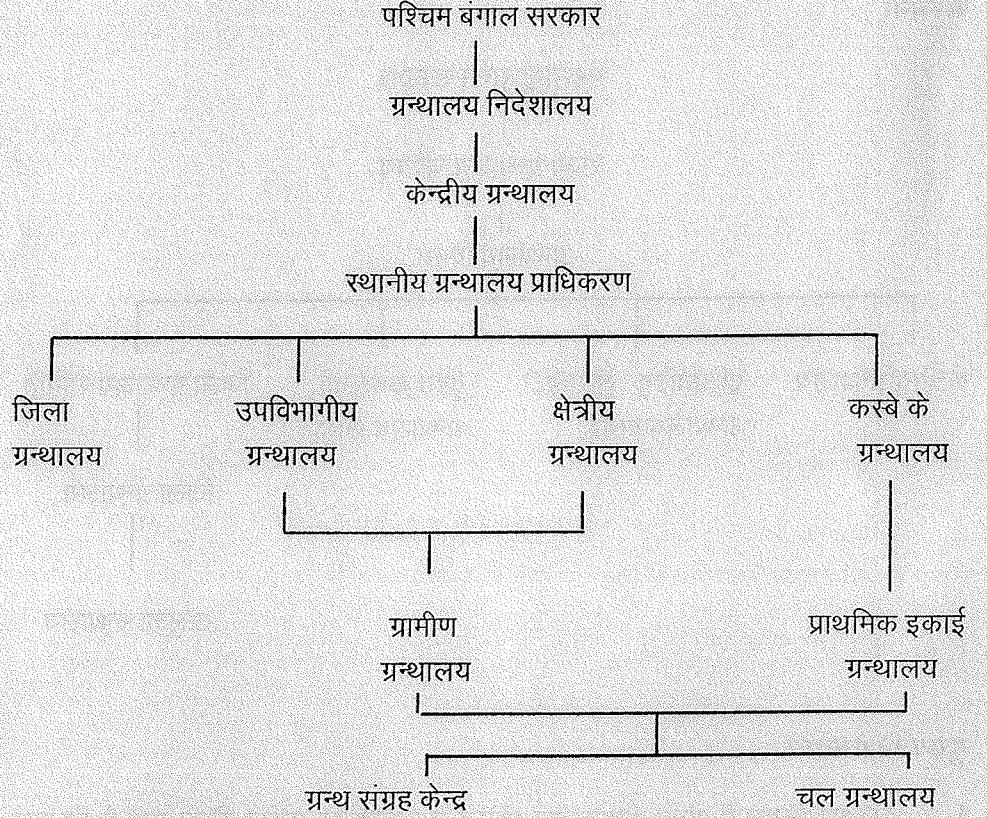 पश्चिम बंगाल सरकार
ग्रन्थालय निदेशालय
केन्द्रीय ग्रन्थालय
स्थानीय ग्रन्थालय प्राधिकरण
जिला
ग्रन्थालय
उपविभागीय
ग्रन्थालय
क्षेत्रीय
ग्रन्थालय
कस्बे के
ग्रन्थालय
ग्रामीण
ग्रन्थालय
प्राथमिक इकाई
ग्रन्थालय
ग्रन्थ संग्रह केन्द्र
चल ग्रन्थालय